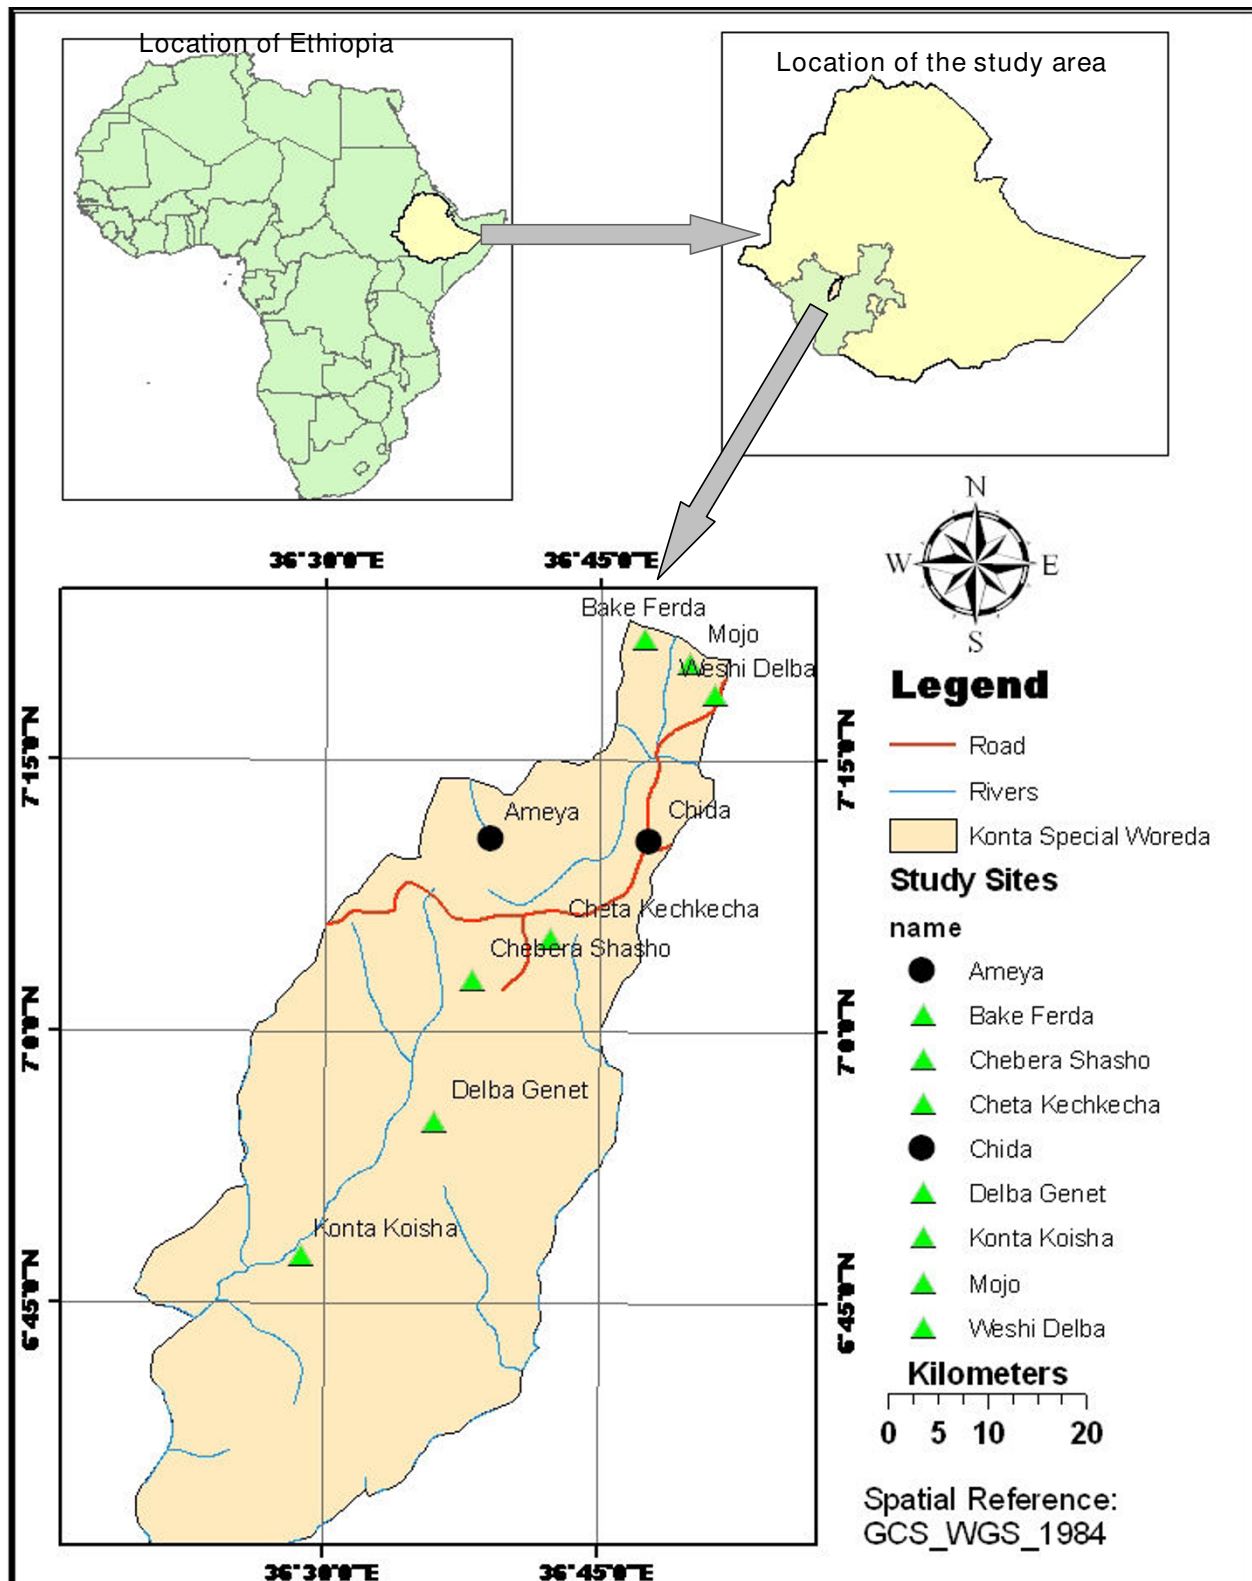 Location of Ethiopia
Location of the study area
N
W
E
S
36°30'0"E
36°45'0"E
Bake Ferda
Mojo
Weshi Delba
7°15'0"N
7°15'0"N
Ameya
Chida
Cheta Kechkecha
Chebera Shasho
7°0'0"N
7°0'0"N
Delba Genet
Konta Koisha
6°45'0"N
6°45'0"N
36°30'0"E
36°45'0"E
Legend
Road
Rivers
Konta Special Woreda
Study Sites
name
Ameya
Bake Ferda
Chebera Shasho
Cheta Kechkecha
Chida
Delba Genet
Konta Koisha
Mojo
Weshi Delba
Kilometers
0 5 10 20
Spatial Reference:
GCS_WGS_1984